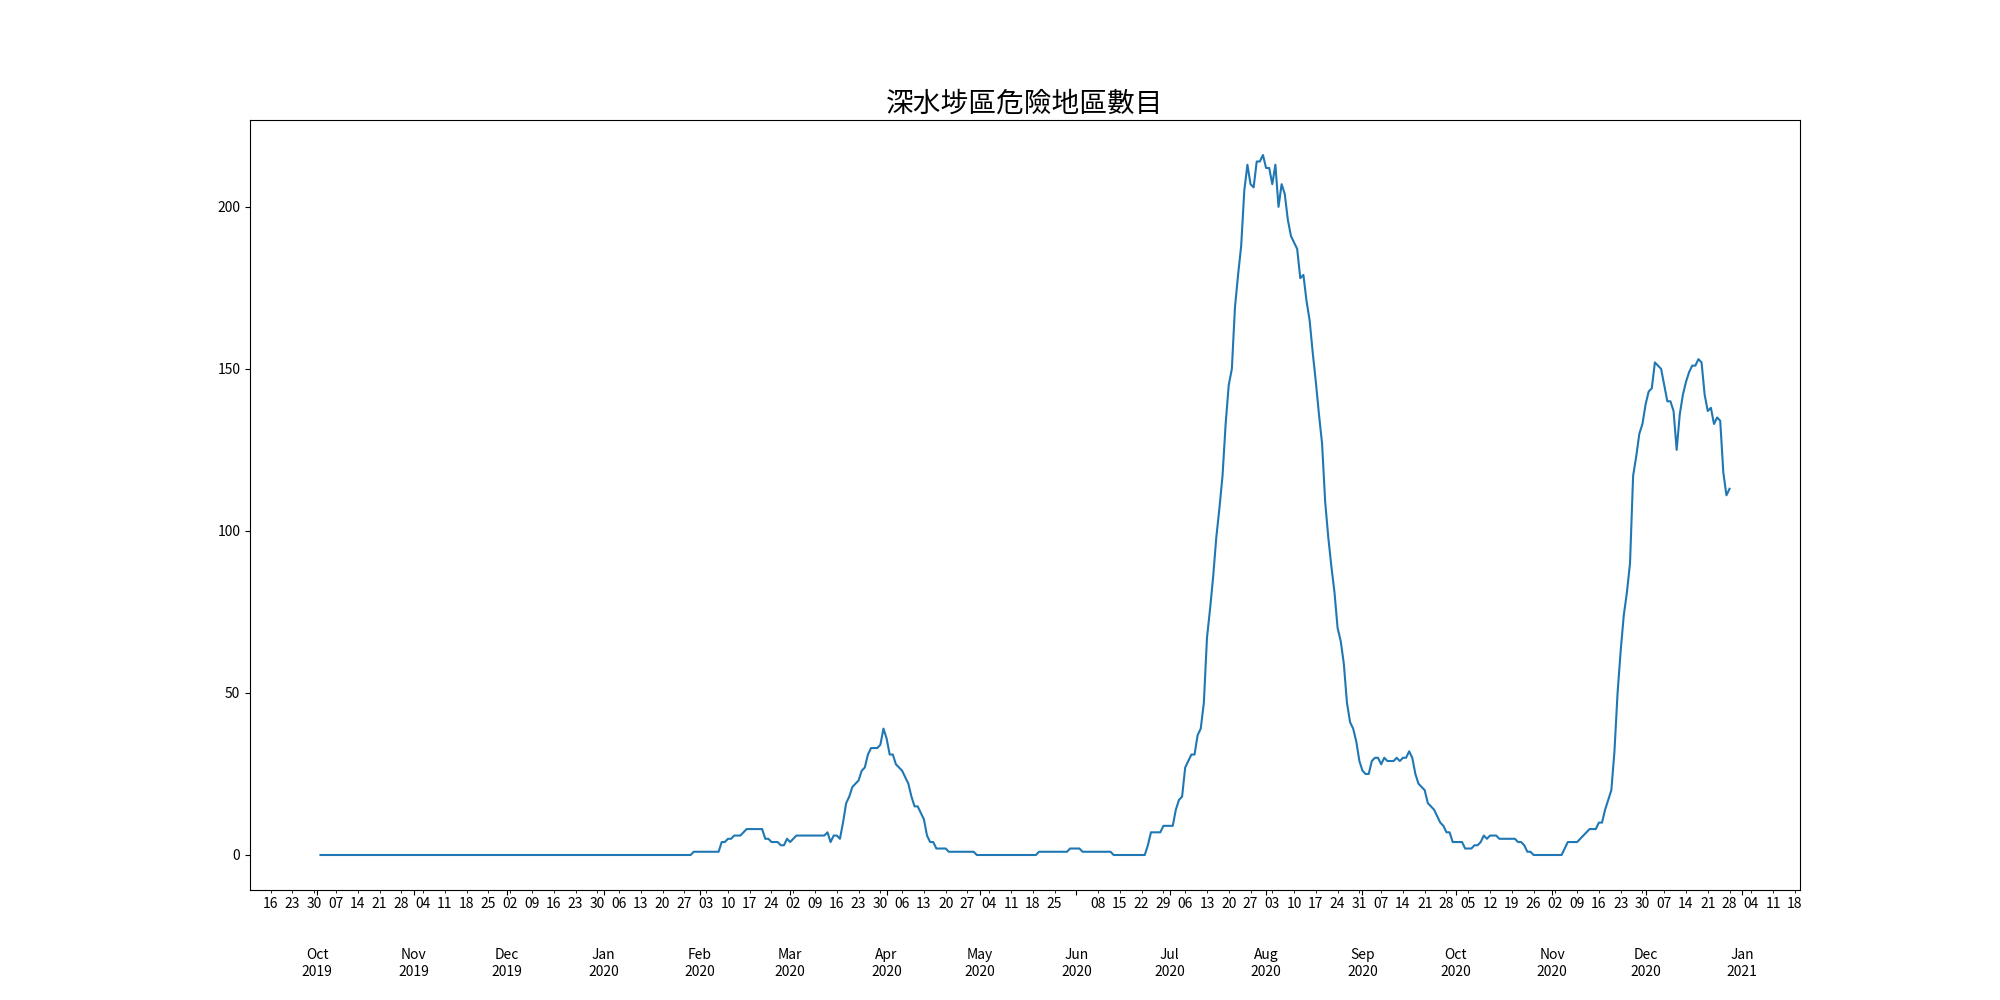 深水埗區危險地區數目
200
150
100
50
0
16 23 30 07 14 21 28 04 11 18 25 02 09 16 23 30 06 13 20 27 03 10 17 24 02 09 16 23 30 06 13 20 27 04 11 18 25 08 15 22 29 06 13 20 27 03 10 17 24 31 07 14 21 28 05 12 19 26 02 09 16 23 30 07 14 21 28 04 11 18
Oct Nov Dec Jan Feb Mar Apr May Jun Jul Aug Sep Oct Nov Dec Jan
2019 2019 2019 2020 2020 2020 2020 2020 2020 2020 2020 2020 2020 2020 2020 2021